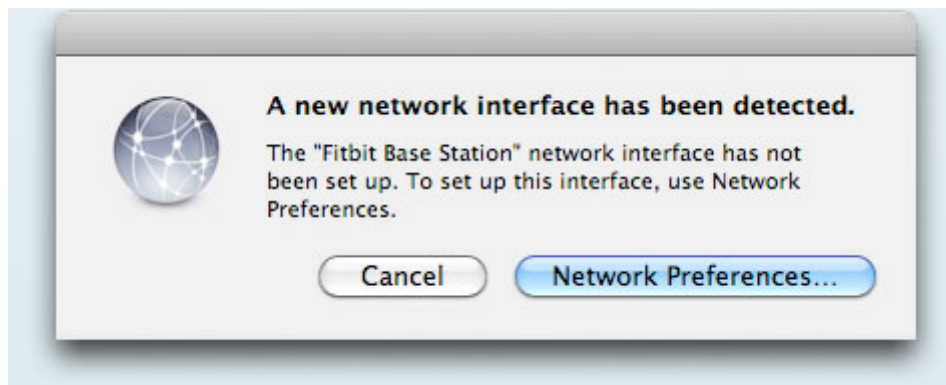 A new network interface has been detected.
The "Fitbit Base Station" network interface has not
been set up. To set up this interface, use Network
Preferences.
Cancel
Network Preferences...